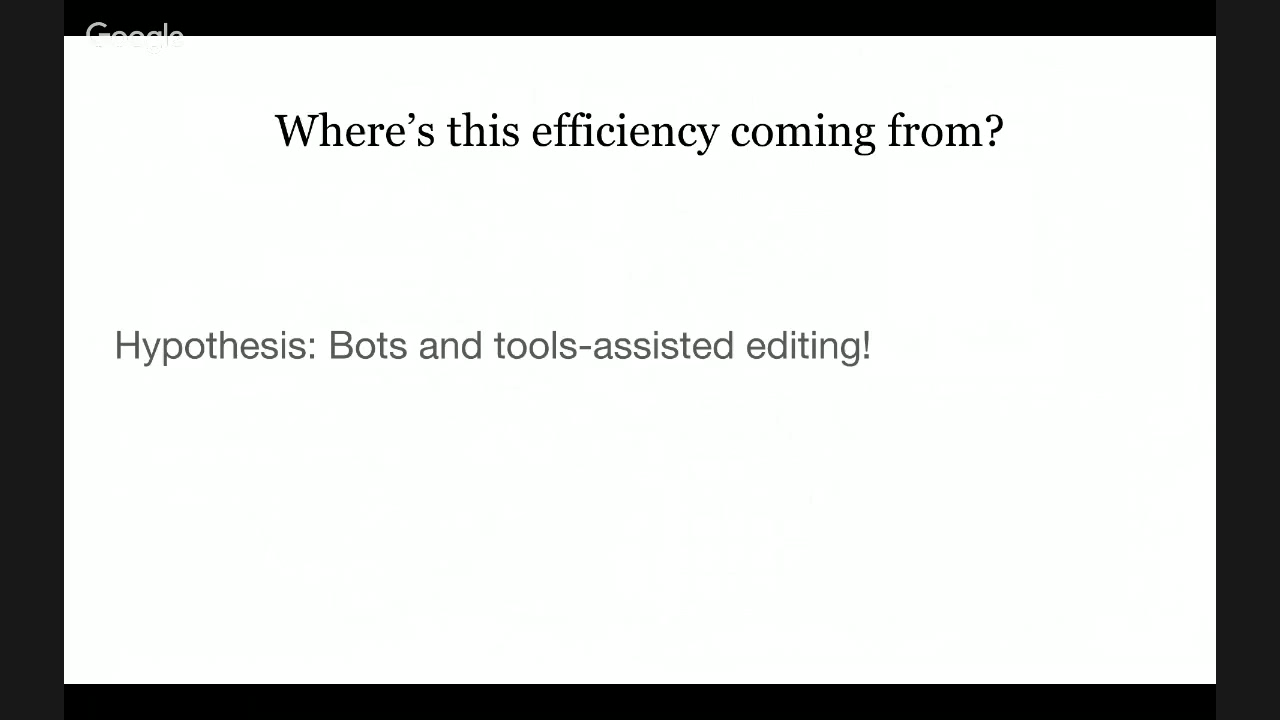 Google
Where’s this efficiency coming from?
Hypothesis: Bots and tools-assisted editing!